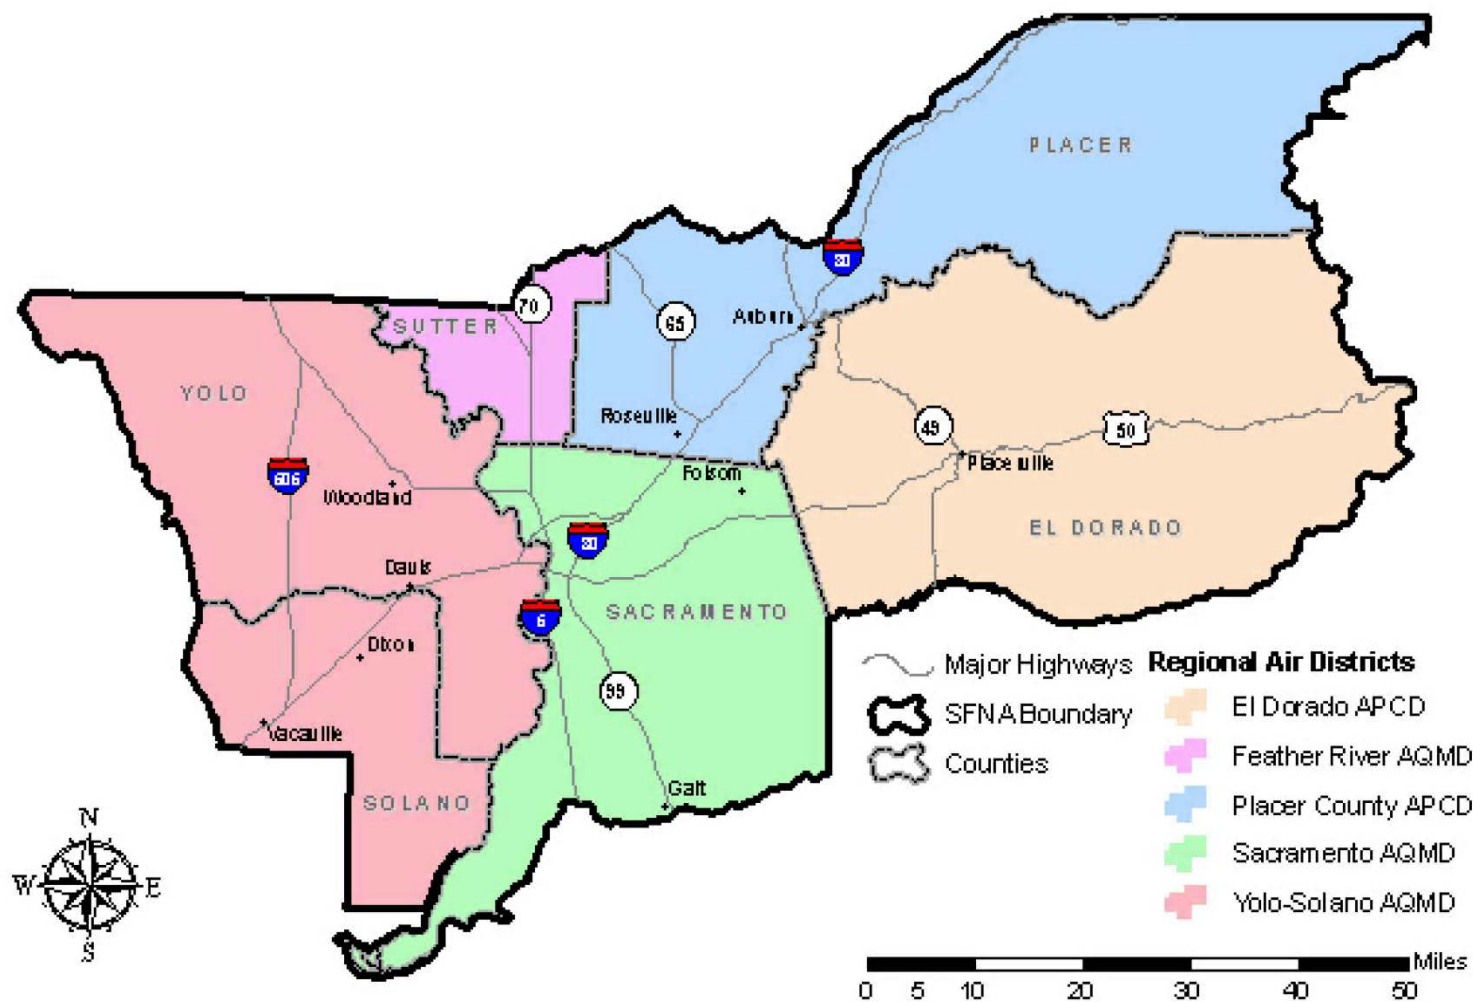 PLACER
80
70
SUTTER
65
Auburn
YOLO
Roseville
49
50
Placerville
606
Woodland
Folsom
80
EL DORADO
Davis
6
SACRAMENTO
Dixon
99
Vacaville
Galt
SOLANO
Major Highways
SFNA Boundary
Counties
Regional Air Districts
El Dorado APCD
Feather River AQMD
Placer County APCD
Sacramento AQMD
Yolo-Solano AQMD
N
W E
S
Miles
0 5 10 20 30 40 50